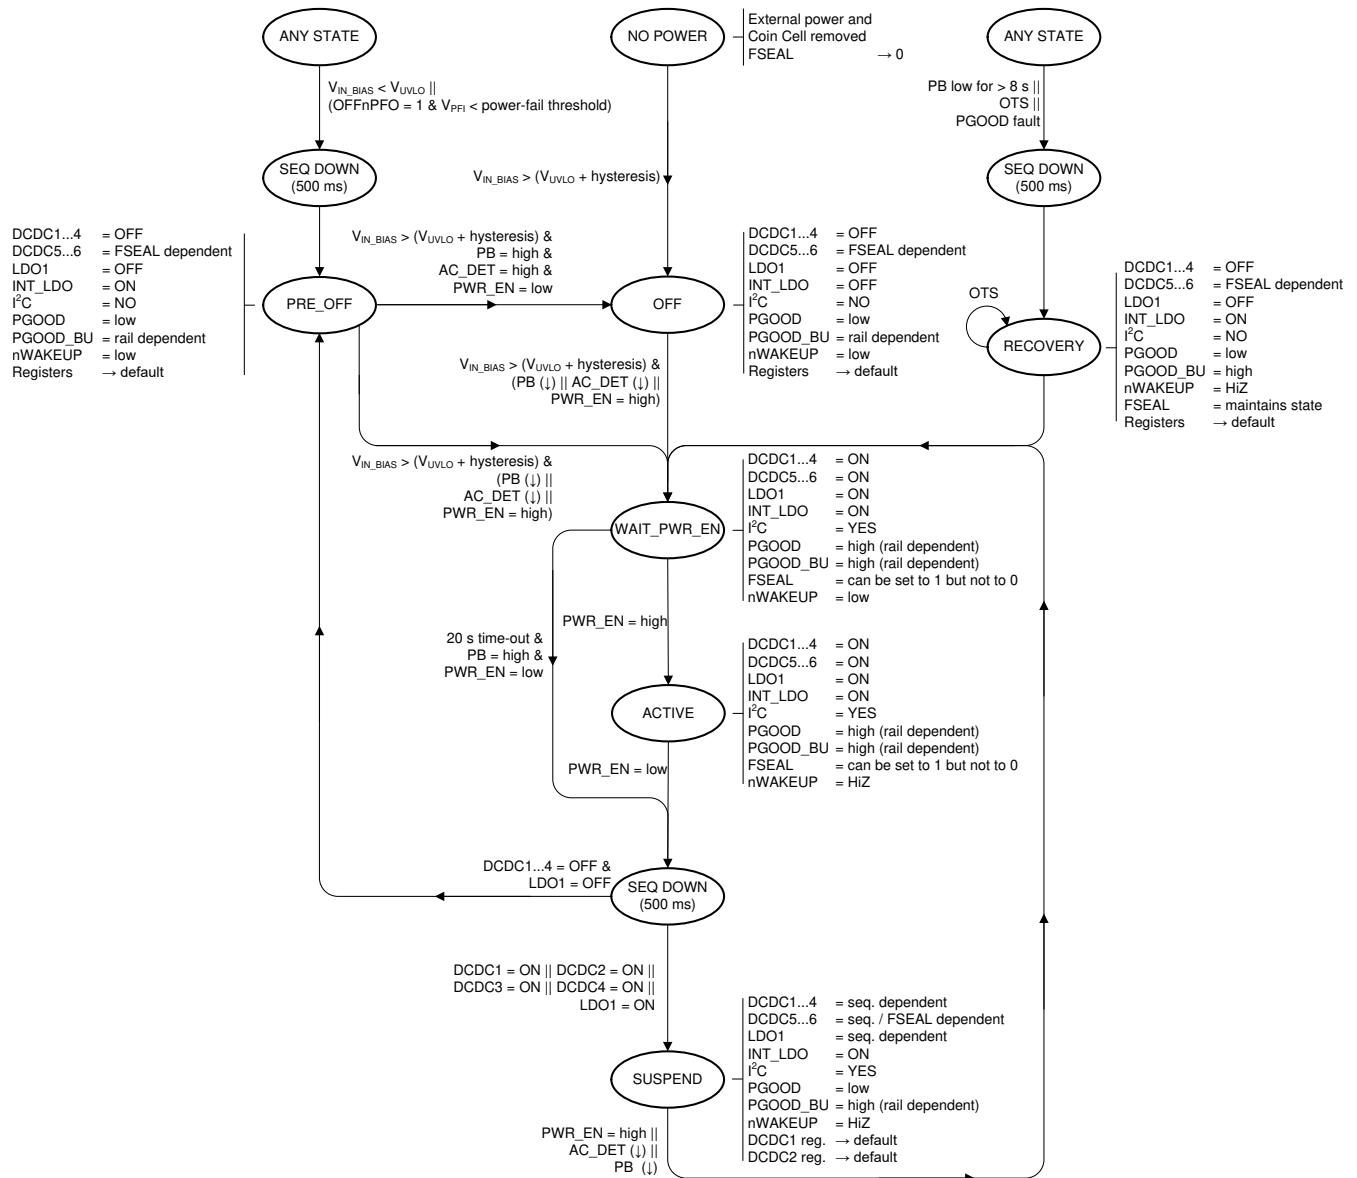 ANY STATE
NO POWER
External power and
Coin Cell removed
FSEAL → 0
ANY STATE
V_IN_BIAS < V_UVLO ||
(OFFnPFO = 1 & V_PFI < power-fail threshold)
PB low for > 8 s ||
OTS ||
PGOOD fault
SEQ DOWN
(500 ms)
V_IN_BIAS > (V_UVLO + hysteresis)
SEQ DOWN
(500 ms)
DCDC1...4 = OFF
DCDC5...6 = FSEAL dependent
LDO1 = OFF
INT_LDO = ON
I²C = NO
PGOOD = low
PGOOD_BU = rail dependent
nWAKEUP = low
Registers → default
PRE_OFF
V_IN_BIAS > (V_UVLO + hysteresis) &
PB = high &
AC_DET = high &
PWR_EN = low
OFF
DCDC1...4 = OFF
DCDC5...6 = FSEAL dependent
LDO1 = OFF
INT_LDO = OFF
I²C = NO
PGOOD = low
PGOOD_BU = rail dependent
nWAKEUP = low
Registers → default
OTS
RECOVERY
DCDC1...4 = OFF
DCDC5...6 = FSEAL dependent
LDO1 = OFF
INT_LDO = ON
I²C = NO
PGOOD = low
PGOOD_BU = high
nWAKEUP = HiZ
FSEAL = maintains state
Registers → default
V_IN_BIAS > (V_UVLO + hysteresis) &
(PB (↓) || AC_DET (↓) ||
PWR_EN = high)
V_IN_BIAS > (V_UVLO + hysteresis) &
(PB (↓) ||
AC_DET (↓) ||
PWR_EN = high)
WAIT_PWR_EN
DCDC1...4 = ON
DCDC5...6 = ON
LDO1 = ON
INT_LDO = ON
I²C = YES
PGOOD = high (rail dependent)
PGOOD_BU = high (rail dependent)
FSEAL = can be set to 1 but not to 0
nWAKEUP = low
PWR_EN = high
20 s time-out &
PB = high &
PWR_EN = low
ACTIVE
DCDC1...4 = ON
DCDC5...6 = ON
LDO1 = ON
INT_LDO = ON
I²C = YES
PGOOD = high (rail dependent)
PGOOD_BU = high (rail dependent)
FSEAL = can be set to 1 but not to 0
nWAKEUP = HiZ
PWR_EN = low
DCDC1...4 = OFF &
LDO1 = OFF
SEQ DOWN
(500 ms)
DCDC1 = ON || DCDC2 = ON ||
DCDC3 = ON || DCDC4 = ON ||
LDO1 = ON
SUSPEND
DCDC1...4 = seq. dependent
DCDC5...6 = seq. / FSEAL dependent
LDO1 = seq. dependent
INT_LDO = ON
I²C = YES
PGOOD = low
PGOOD_BU = high (rail dependent)
nWAKEUP = HiZ
DCDC1 reg. → default
DCDC2 reg. → default
PWR_EN = high ||
AC_DET (↓) ||
PB (↓)